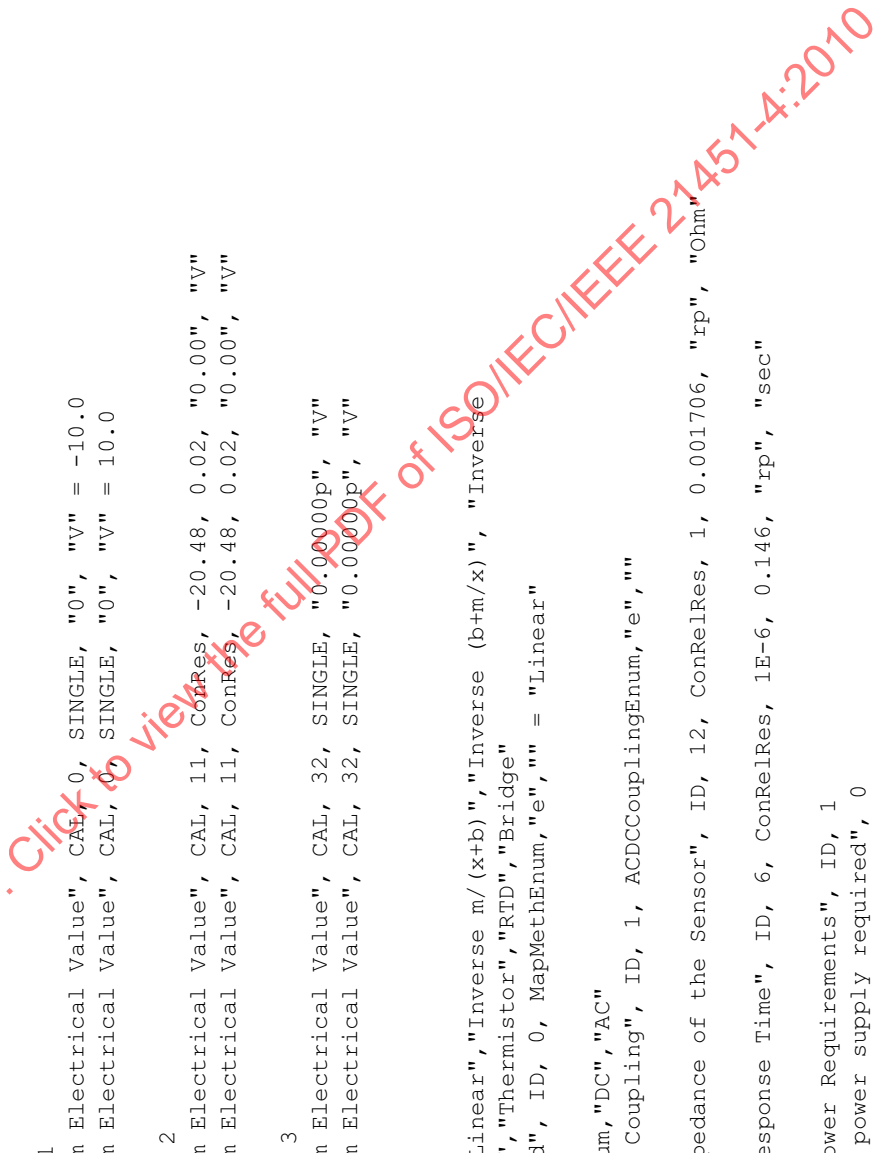 1
n Electrical Value", CAL, 0, SINGLE, "0", "V" = -10.0
n Electrical Value", CAL, 0, SINGLE, "0", "V" = 10.0
2
n Electrical Value", CAL, 11, ConRes, -20.48, 0.02, "0.00", "V"
n Electrical Value", CAL, 11, ConRes, -20.48, 0.02, "0.00", "V"
3
n Electrical Value", CAL, 32, SINGLE, "0.00000p", "V"
n Electrical Value", CAL, 32, SINGLE, "0.00000p", "V"
Linear","Inverse m/(x+b)","Inverse (b+m/x)", "Inverse
","Thermistor","RTD","Bridge"
d", ID, 0, MapMethEnum,"e","" = "Linear"
um,"DC","AC"
Coupling", ID, 1, ACDCCouplingEnum,"e",""
pedance of the Sensor", ID, 12, ConRelRes, 1, 0.001706, "rp", "Ohm"
esponse Time", ID, 6, ConRelRes, 1E-6, 0.146, "rp", "sec"
ower Requirements", ID, 1
power supply required", 0
. Click to view the full PDF of ISO/IEC/IEEE 21451-4:2010